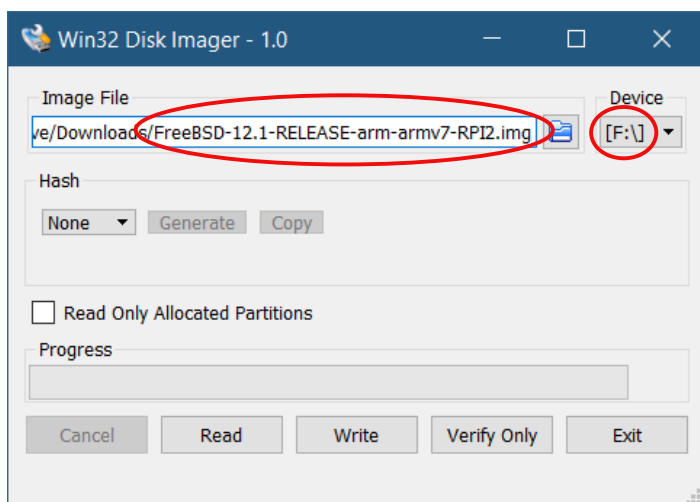 Win32 Disk Imager - 1.0
Image File
Device
ve/Downloads/FreeBSD-12.1-RELEASE-arm-armv7-RPI2.img
[F:\]
Hash
None
Generate
Copy
Read Only Allocated Partitions
Progress
Cancel
Read
Write
Verify Only
Exit